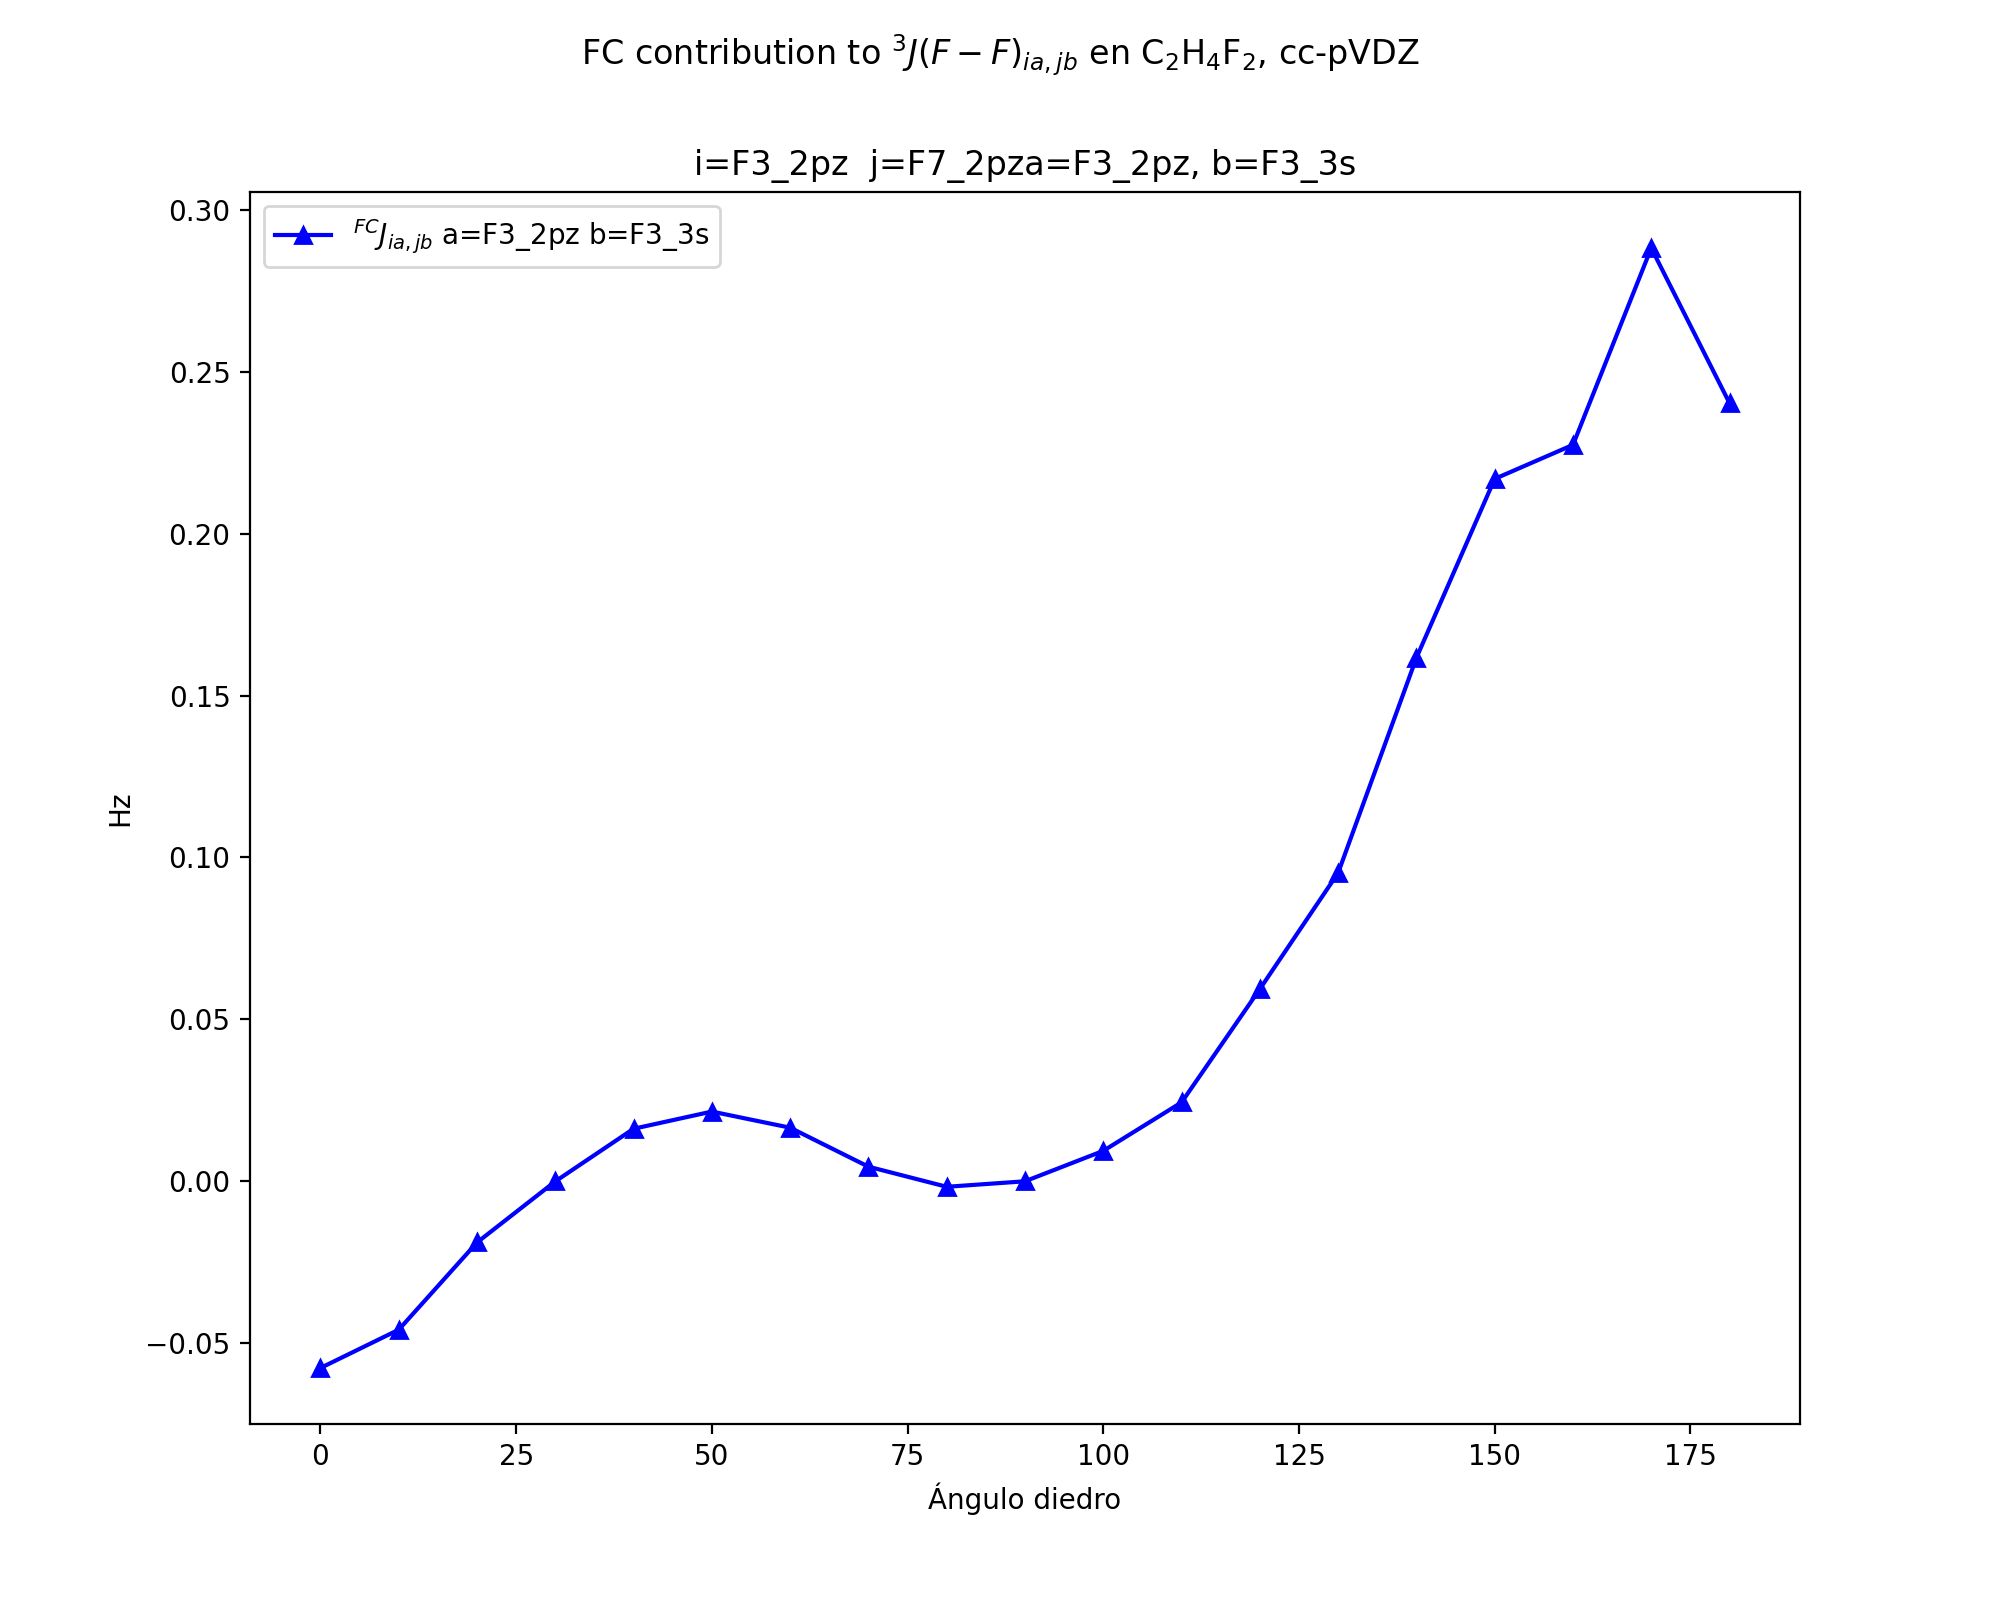 FC contribution to ³J(F − F)ia, jb en C₂H₄F₂, cc-pVDZ
i=F3_2pz  j=F7_2pza=F3_2pz, b=F3_3s
FCJia, jb a=F3_2pz b=F3_3s
0.30
0.25
0.20
0.15
0.10
0.05
0.00
−0.05
Hz
0 25 50 75 100 125 150 175
Ángulo diedro